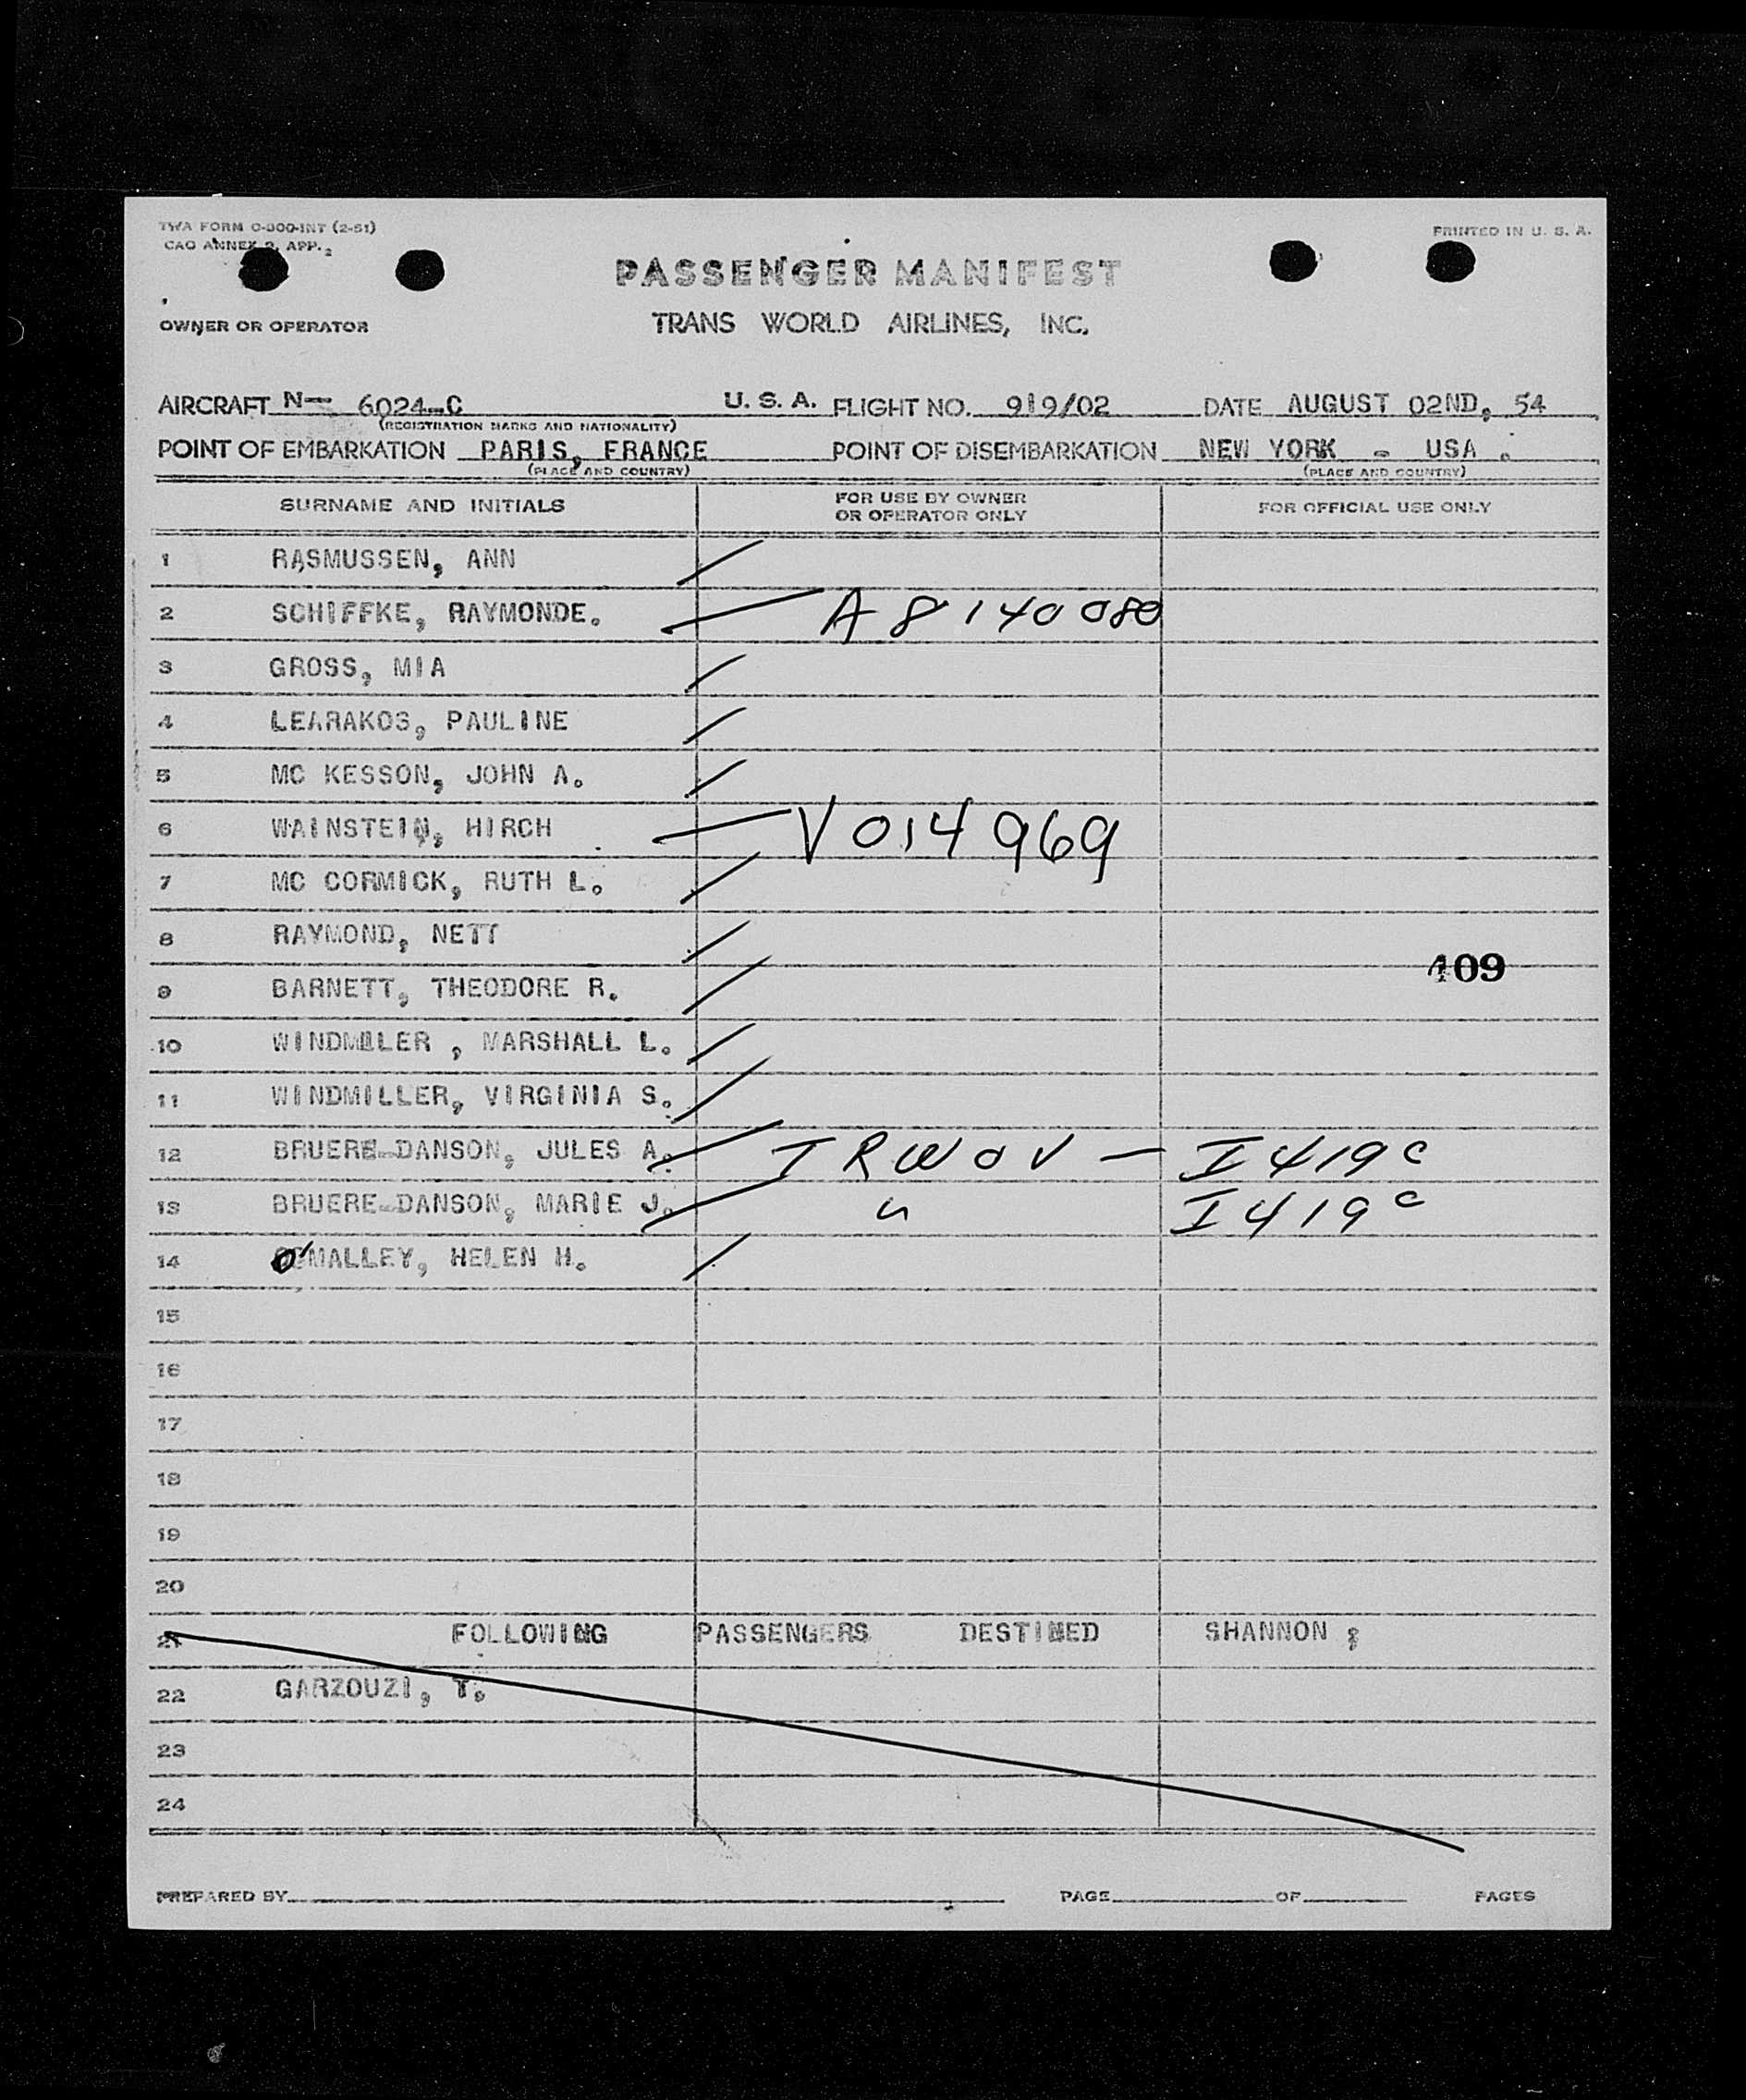 TWA FORM O-300-INT (2-51)
PRINTED IN U. S. A.
CAO ANNEX 9, APP. 2
PASSENGER MANIFEST
OWNER OR OPERATOR
TRANS WORLD AIRLINES, INC.
AIRCRAFT N— 6024-C U. S. A. FLIGHT NO. 919/02 DATE AUGUST 02ND, 54
(REGISTRATION MARKS AND NATIONALITY)
POINT OF EMBARKATION PARIS, FRANCE POINT OF DISEMBARKATION NEW YORK - USA .
(PLACE AND COUNTRY) (PLACE AND COUNTRY)
SURNAME AND INITIALS FOR USE BY OWNER OR OPERATOR ONLY FOR OFFICIAL USE ONLY
1 RASMUSSEN, ANN
2 SCHIFFKE, RAYMONDE. A8140080
3 GROSS, MIA
4 LEARAKOS, PAULINE
5 MC KESSON, JOHN A.
6 WAINSTEIN, HIRCH V014969
7 MC CORMICK, RUTH L.
8 RAYMOND, NETT
409
9 BARNETT, THEODORE R.
10 WINDMILLER , MARSHALL L.
11 WINDMILLER, VIRGINIA S.
12 BRUERE-DANSON, JULES A. IRWOV — I419c
13 BRUERE-DANSON, MARIE J. " I419c
14 O'MALLEY, HELEN H.
15
16
17
18
19
20
21 FOLLOWING PASSENGERS DESTINED SHANNON ;
22 GARZOUZI, T.
23
24
PREPARED BY PAGE OF PAGES